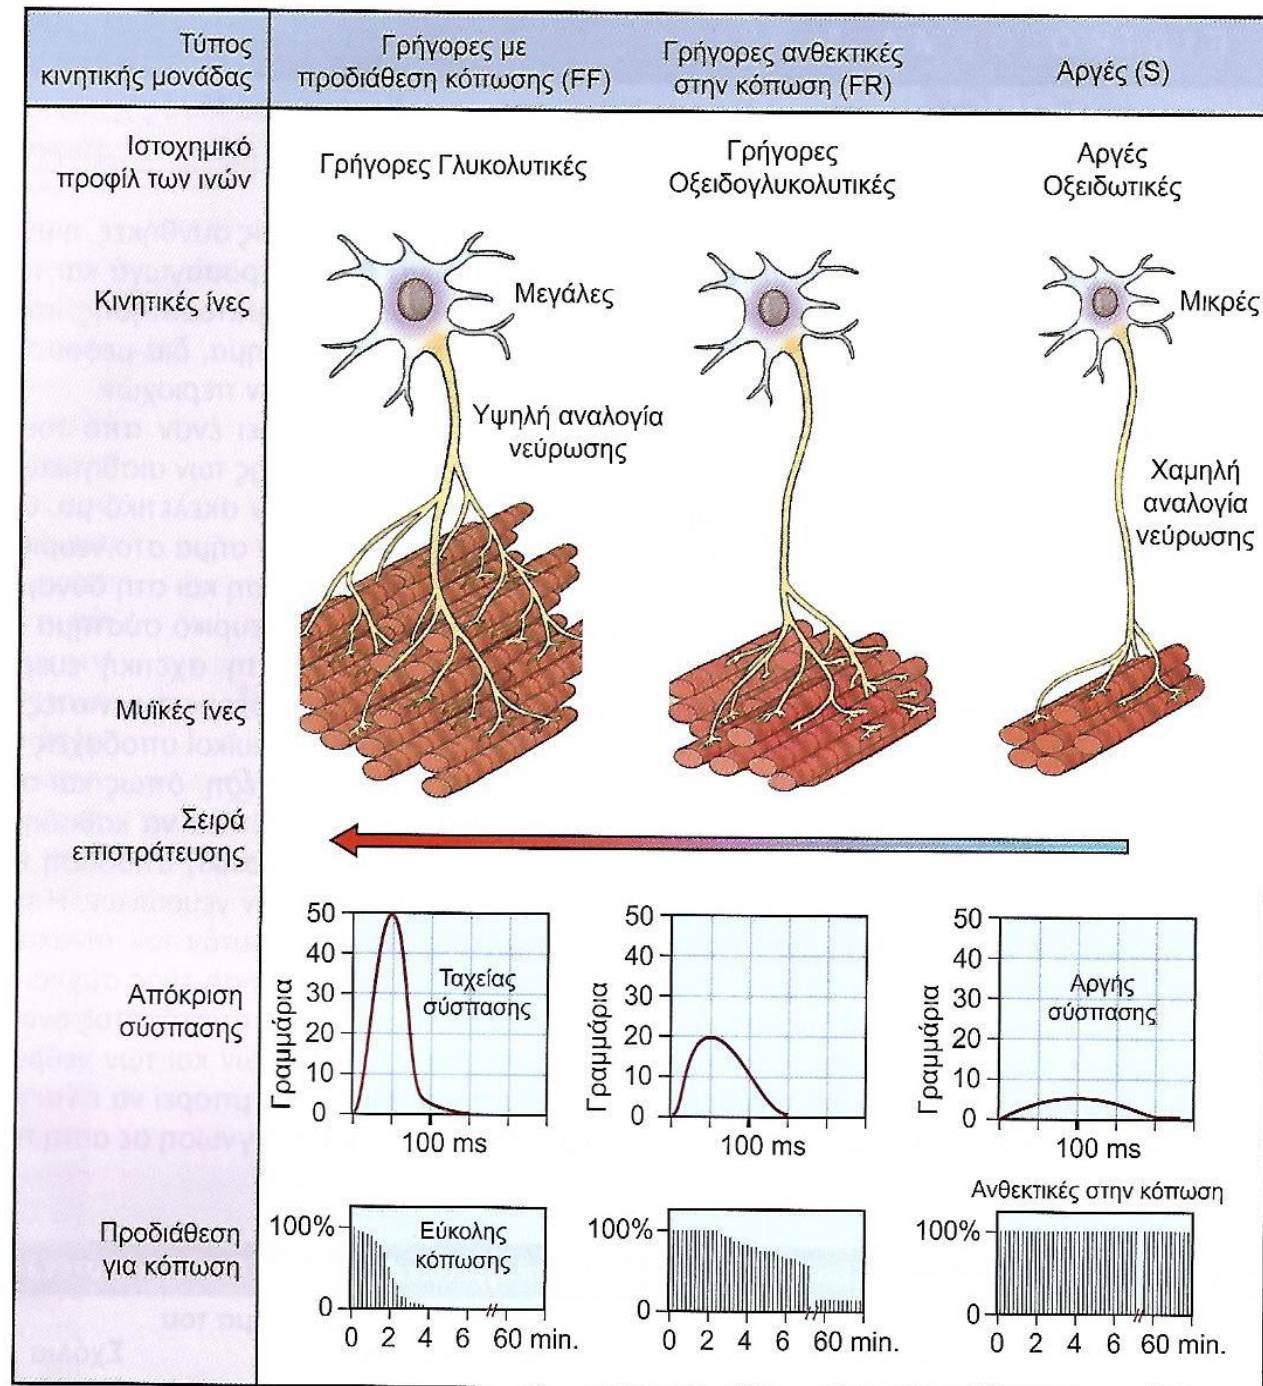 Τύπος
κινητικής μονάδας
Γρήγορες με
προδιάθεση κόπωσης (FF)
Γρήγορες ανθεκτικές
στην κόπωση (FR)
Αργές (S)
Ιστοχημικό
προφίλ των ινών
Γρήγορες Γλυκολυτικές
Γρήγορες
Οξειδογλυκολυτικές
Αργές
Οξειδωτικές
Κινητικές ίνες
Μεγάλες
Μικρές
Υψηλή αναλογία
νεύρωσης
Χαμηλή
αναλογία
νεύρωσης
Μυϊκές ίνες
Σειρά
επιστράτευσης
Απόκριση
σύσπασης
Γραμμάρια
50
40
30
20
10
0
Ταχείας
σύσπασης
100 ms
Γραμμάρια
50
40
30
20
10
0
100 ms
Γραμμάρια
50
40
30
20
10
0
Αργής
σύσπασης
100 ms
Προδιάθεση
για κόπωση
100%
0
Εύκολης
κόπωσης
0 2 4 6 60 min.
100%
0
0 2 4 6 60 min.
Ανθεκτικές στην κόπωση
100%
0
0 2 4 6 60 min.